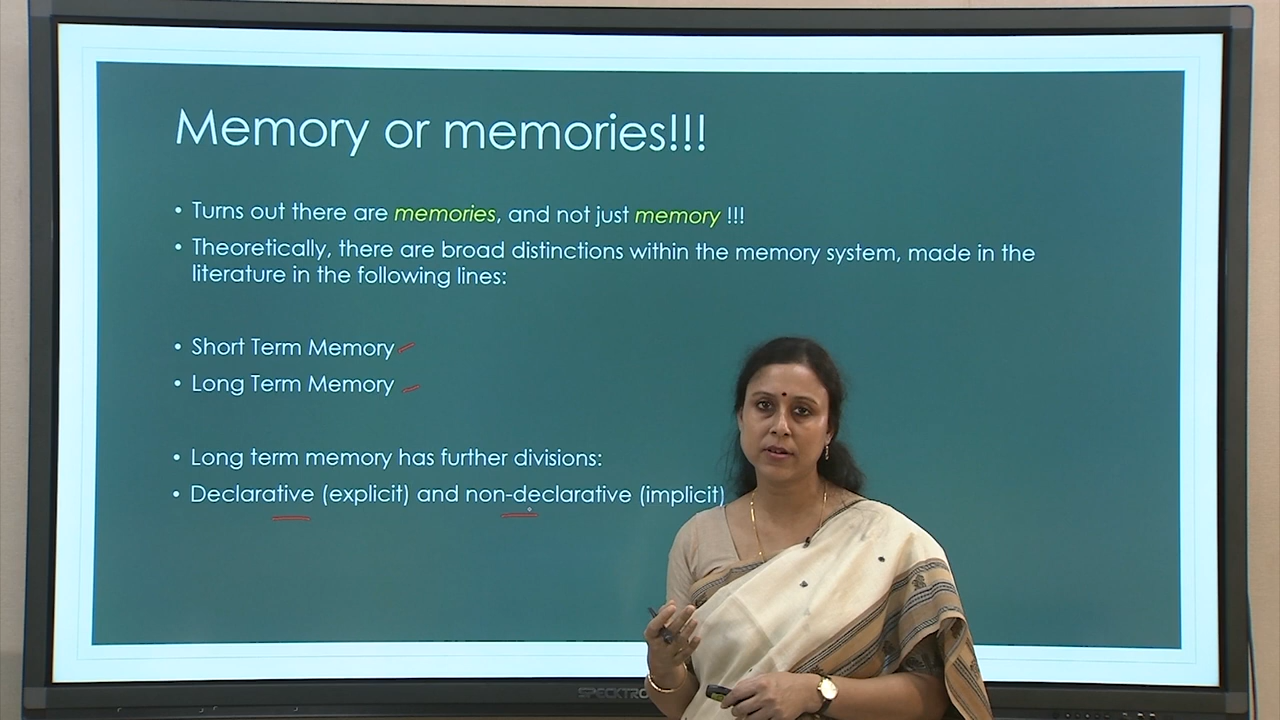 Memory or memories!!!
• Turns out there are memories, and not just memory !!!
• Theoretically, there are broad distinctions within the memory system, made in the
literature in the following lines:
• Short Term Memory
• Long Term Memory
• Long term memory has further divisions:
• Declarative (explicit) and non-declarative (implicit)